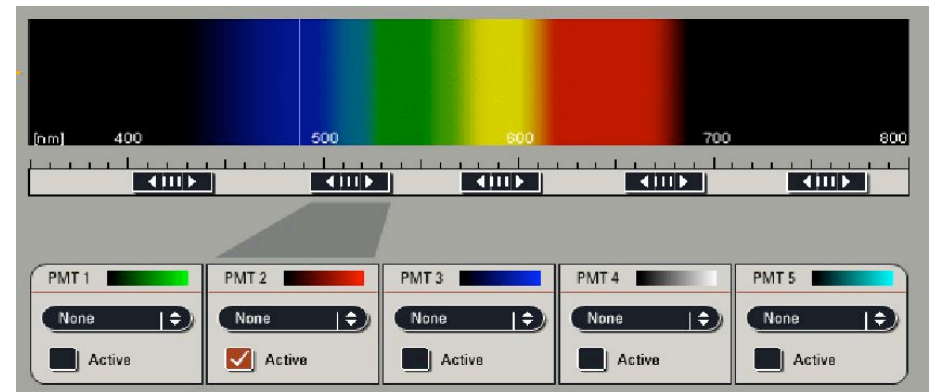 [nm] 400 500 600 700 800
PMT 1 PMT 2 PMT 3 PMT 4 PMT 5
None None None None None
Active Active Active Active Active